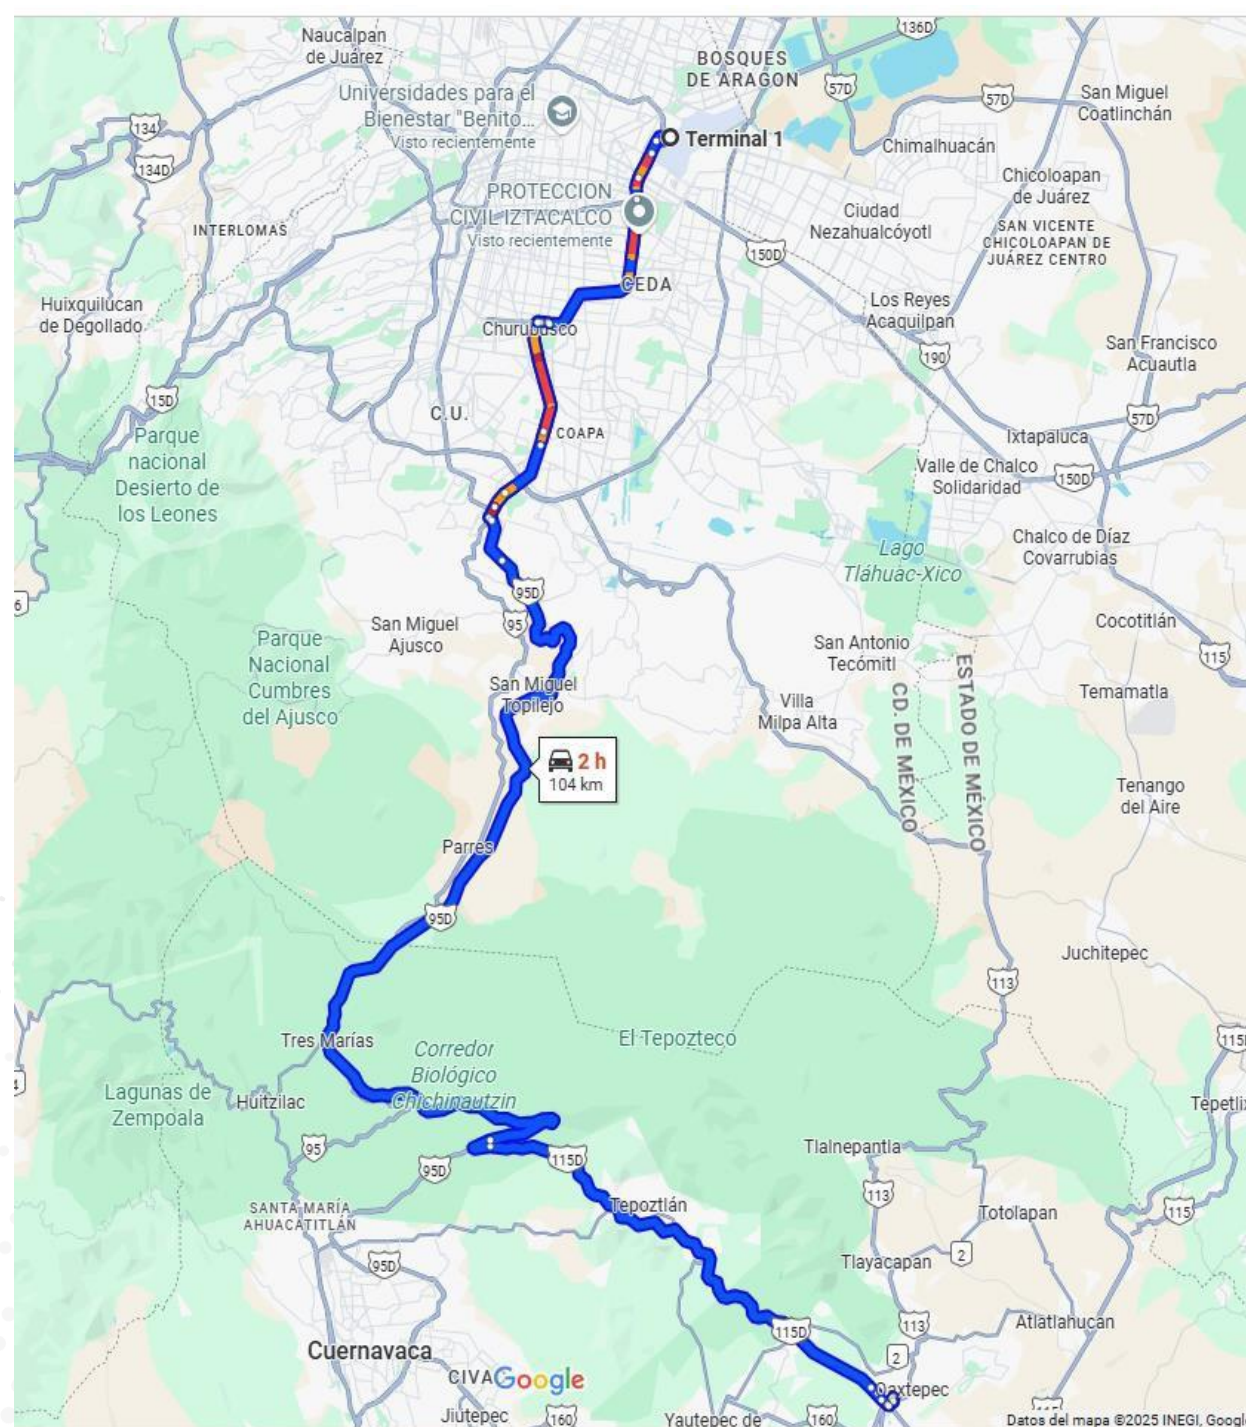 136D
Naucalpan
de Juárez
BOSQUES
DE ARAGON
57D
57D
San Miguel
Coatlinchán
Universidades para el
Bienestar "Benito...
Visto recientemente
134
134D
Terminal 1
Chimalhuacán
Chicoloapan
de Juárez
PROTECCION
CIVIL IZTACALCO
Visto recientemente
INTERLOMAS
Ciudad
Nezahualcóyotl
SAN VICENTE
CHICOLOAPAN DE
JUÁREZ CENTRO
150D
CEDA
Huixquilucan
de Degollado
Los Reyes
Acaquilpan
Churubusco
190
San Francisco
Acuautla
15D
C.U.
COAPA
57D
Parque
nacional
Desierto de
los Leones
Ixtapaluca
Valle de Chalco
Solidaridad
150D
Lago
Tláhuac-Xico
Chalco de Díaz
Covarrubias
6
95D
95
San Miguel
Ajusco
Cocotitlán
Parque
Nacional
Cumbres
del Ajusco
San Antonio
Tecómitl
115
San Miguel
Topilejo
Villa
Milpa Alta
CD. DE MÉXICO
ESTADO DE MÉXICO
Temamatla
2 h
104 km
Tenango
del Aire
Parres
95D
Juchitepec
113
Tres Marías
Corredor
Biológico
Chichinautzin
El Tepozteco
Lagunas de
Zempoala
Huitzilac
95
95D
115D
Tlalnepantla
113
SANTA MARÍA
AHUACATITLÁN
Tepoztlán
Totolapan
115
2
Tlayacapan
95D
115D
113
Atlatlahucan
Cuernavaca
2
CIVA
Google
Oaxtepec
Jiutepec
160
Yautepec de
160
Datos del mapa ©2025 INEGI, Googl